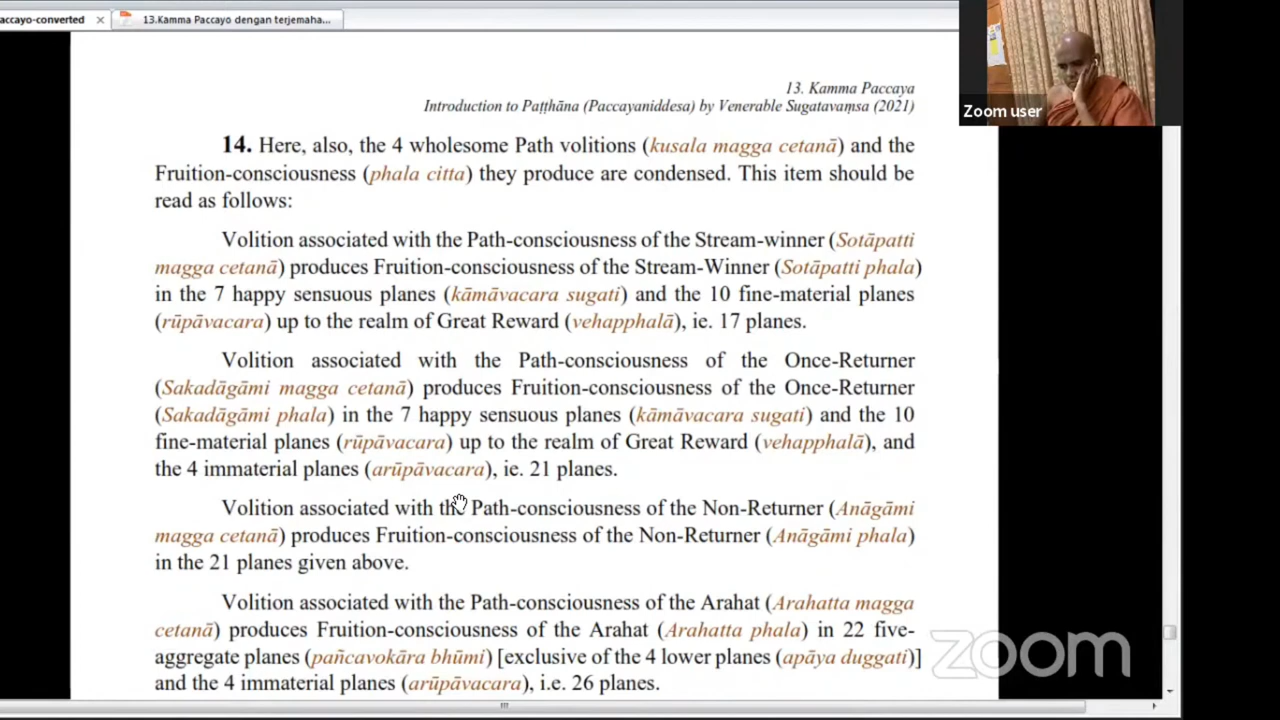 accayo-converted
13.Kamma Paccayo dengan terjemaha...
13. Kamma Paccaya
Introduction to Paṭṭhāna (Paccayaniddesa) by Venerable Sugatavaṃsa (2021)
Zoom user
14. Here, also, the 4 wholesome Path volitions (kusala magga cetanā) and the
Fruition-consciousness (phala citta) they produce are condensed. This item should be
read as follows:
Volition associated with the Path-consciousness of the Stream-winner (Sotāpatti
magga cetanā) produces Fruition-consciousness of the Stream-Winner (Sotāpatti phala)
in the 7 happy sensuous planes (kāmāvacara sugati) and the 10 fine-material planes
(rūpāvacara) up to the realm of Great Reward (vehapphalā), ie. 17 planes.
Volition associated with the Path-consciousness of the Once-Returner
(Sakadāgāmi magga cetanā) produces Fruition-consciousness of the Once-Returner
(Sakadāgāmi phala) in the 7 happy sensuous planes (kāmāvacara sugati) and the 10
fine-material planes (rūpāvacara) up to the realm of Great Reward (vehapphalā), and
the 4 immaterial planes (arūpāvacara), ie. 21 planes.
Volition associated with the Path-consciousness of the Non-Returner (Anāgāmi
magga cetanā) produces Fruition-consciousness of the Non-Returner (Anāgāmi phala)
in the 21 planes given above.
Volition associated with the Path-consciousness of the Arahat (Arahatta magga
cetanā) produces Fruition-consciousness of the Arahat (Arahatta phala) in 22 five-
aggregate planes (pañcavokāra bhūmi) [exclusive of the 4 lower planes (apāya duggati)]
and the 4 immaterial planes (arūpāvacara), i.e. 26 planes.
zoom